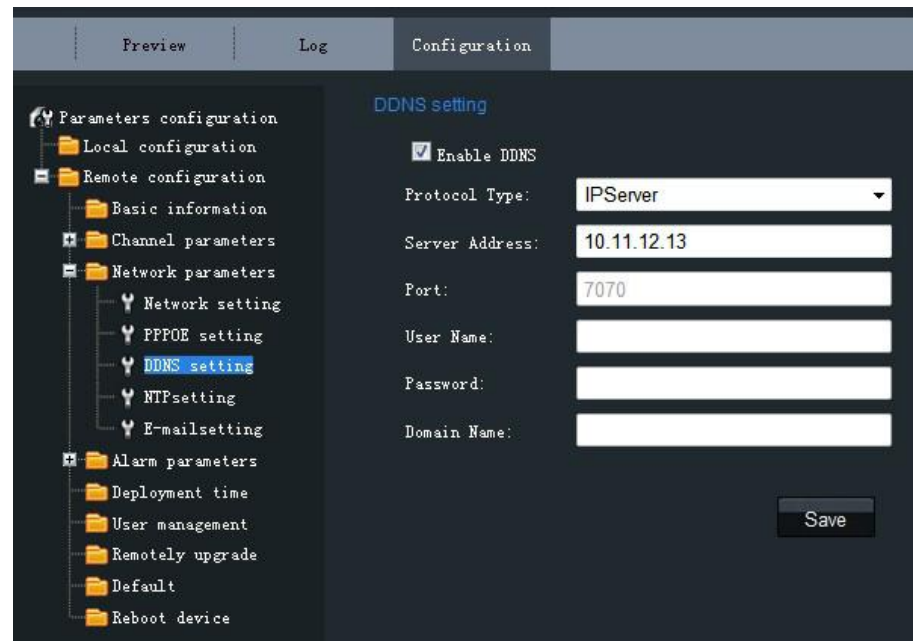 Preview Log Configuration
Parameters configuration
Local configuration
Remote configuration
Basic information
Channel parameters
Network parameters
Network setting
PPPOE setting
DDNS setting
NTPsetting
E-mailsetting
Alarm parameters
Deployment time
User management
Remotely upgrade
Default
Reboot device
DDNS setting
Enable DDNS
Protocol Type: IPServer
Server Address: 10.11.12.13
Port: 7070
User Name:
Password:
Domain Name:
Save